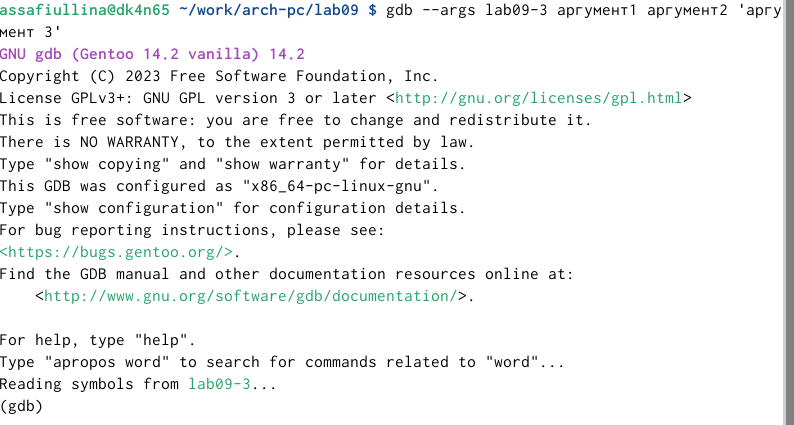 assafiullina@dk4n65 ~/work/arch-pc/lab09 $ gdb --args lab09-3 аргумент1 аргумент2 'аргу
мент 3'
GNU gdb (Gentoo 14.2 vanilla) 14.2
Copyright (C) 2023 Free Software Foundation, Inc.
License GPLv3+: GNU GPL version 3 or later <http://gnu.org/licenses/gpl.html>
This is free software: you are free to change and redistribute it.
There is NO WARRANTY, to the extent permitted by law.
Type "show copying" and "show warranty" for details.
This GDB was configured as "x86_64-pc-linux-gnu".
Type "show configuration" for configuration details.
For bug reporting instructions, please see:
<https://bugs.gentoo.org/>.
Find the GDB manual and other documentation resources online at:
    <http://www.gnu.org/software/gdb/documentation/>.

For help, type "help".
Type "apropos word" to search for commands related to "word"...
Reading symbols from lab09-3...
(gdb)